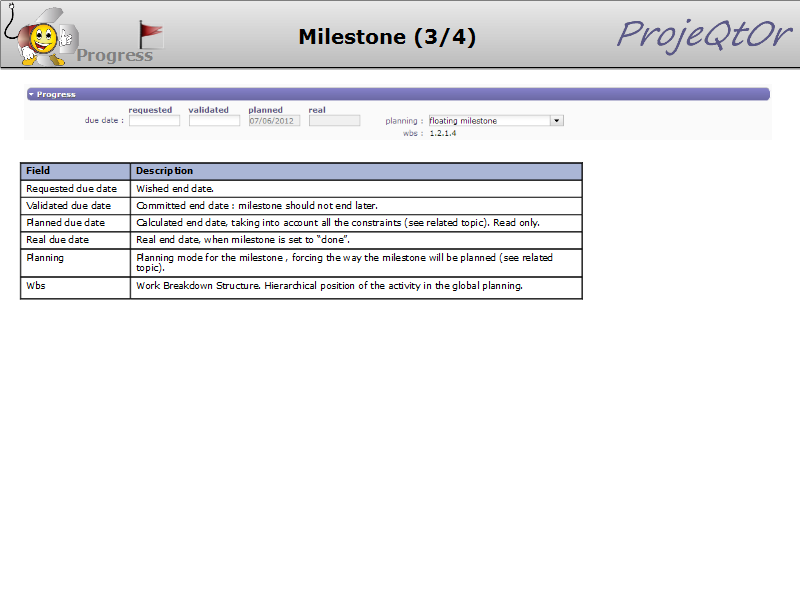 Progress
Milestone (3/4)
ProjeQtOr
Progress
requested validated planned real
due date : 07/06/2012 planning : floating milestone
wbs : 1.2.1.4
Field Description
Requested due date Wished end date.
Validated due date Committed end date : milestone should not end later.
Planned due date Calculated end date, taking into account all the constraints (see related topic). Read only.
Real due date Real end date, when milestone is set to “done”.
Planning Planning mode for the milestone , forcing the way the milestone will be planned (see related
topic).
Wbs Work Breakdown Structure. Hierarchical position of the activity in the global planning.